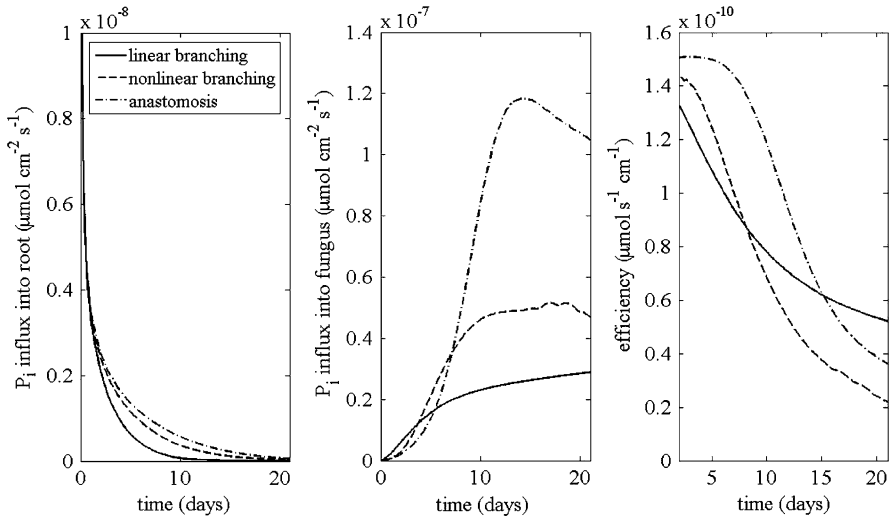 x 10⁻⁸
1
0.8
0.6
0.4
0.2
0
0 10 20
P_i influx into root (μmol cm⁻² s⁻¹)
time (days)
linear branching
nonlinear branching
anastomosis
x 10⁻⁷
1.4
1.2
1
0.8
0.6
0.4
0.2
0
0 10 20
P_i influx into fungus (μmol cm⁻² s⁻¹)
time (days)
x 10⁻¹⁰
1.6
1.4
1.2
1
0.8
0.6
0.4
0.2
0
5 10 15 20
efficiency (μmol s⁻¹ cm⁻¹)
time (days)